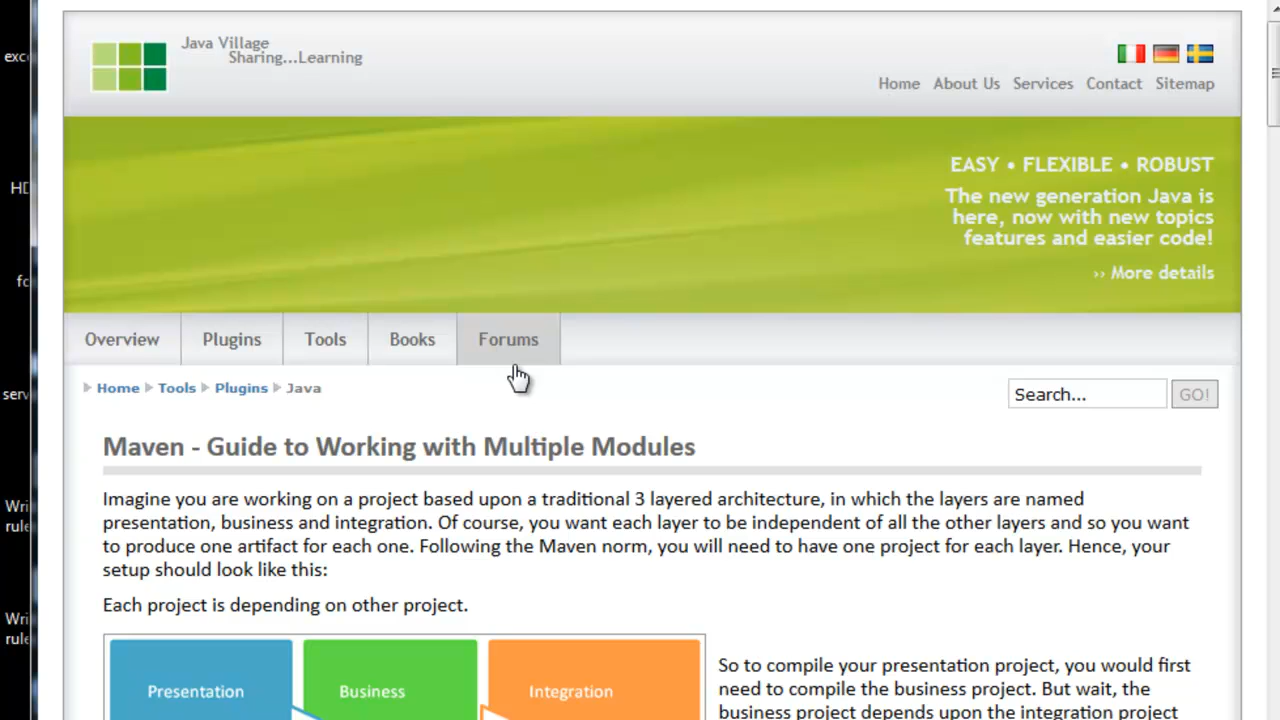 Java Village
Sharing...Learning
Home About Us Services Contact Sitemap
EASY • FLEXIBLE • ROBUST
The new generation Java is
here, now with new topics
features and easier code!
›› More details
Overview Plugins Tools Books Forums
Home Tools Plugins Java
Search... GO!
Maven - Guide to Working with Multiple Modules
Imagine you are working on a project based upon a traditional 3 layered architecture, in which the layers are named
presentation, business and integration. Of course, you want each layer to be independent of all the other layers and so you want
to produce one artifact for each one. Following the Maven norm, you will need to have one project for each layer. Hence, your
setup should look like this:
Each project is depending on other project.
Presentation Business Integration
So to compile your presentation project, you would first
need to compile the business project. But wait, the
business project depends upon the integration project
serv
Wri
rule
Wri
rule